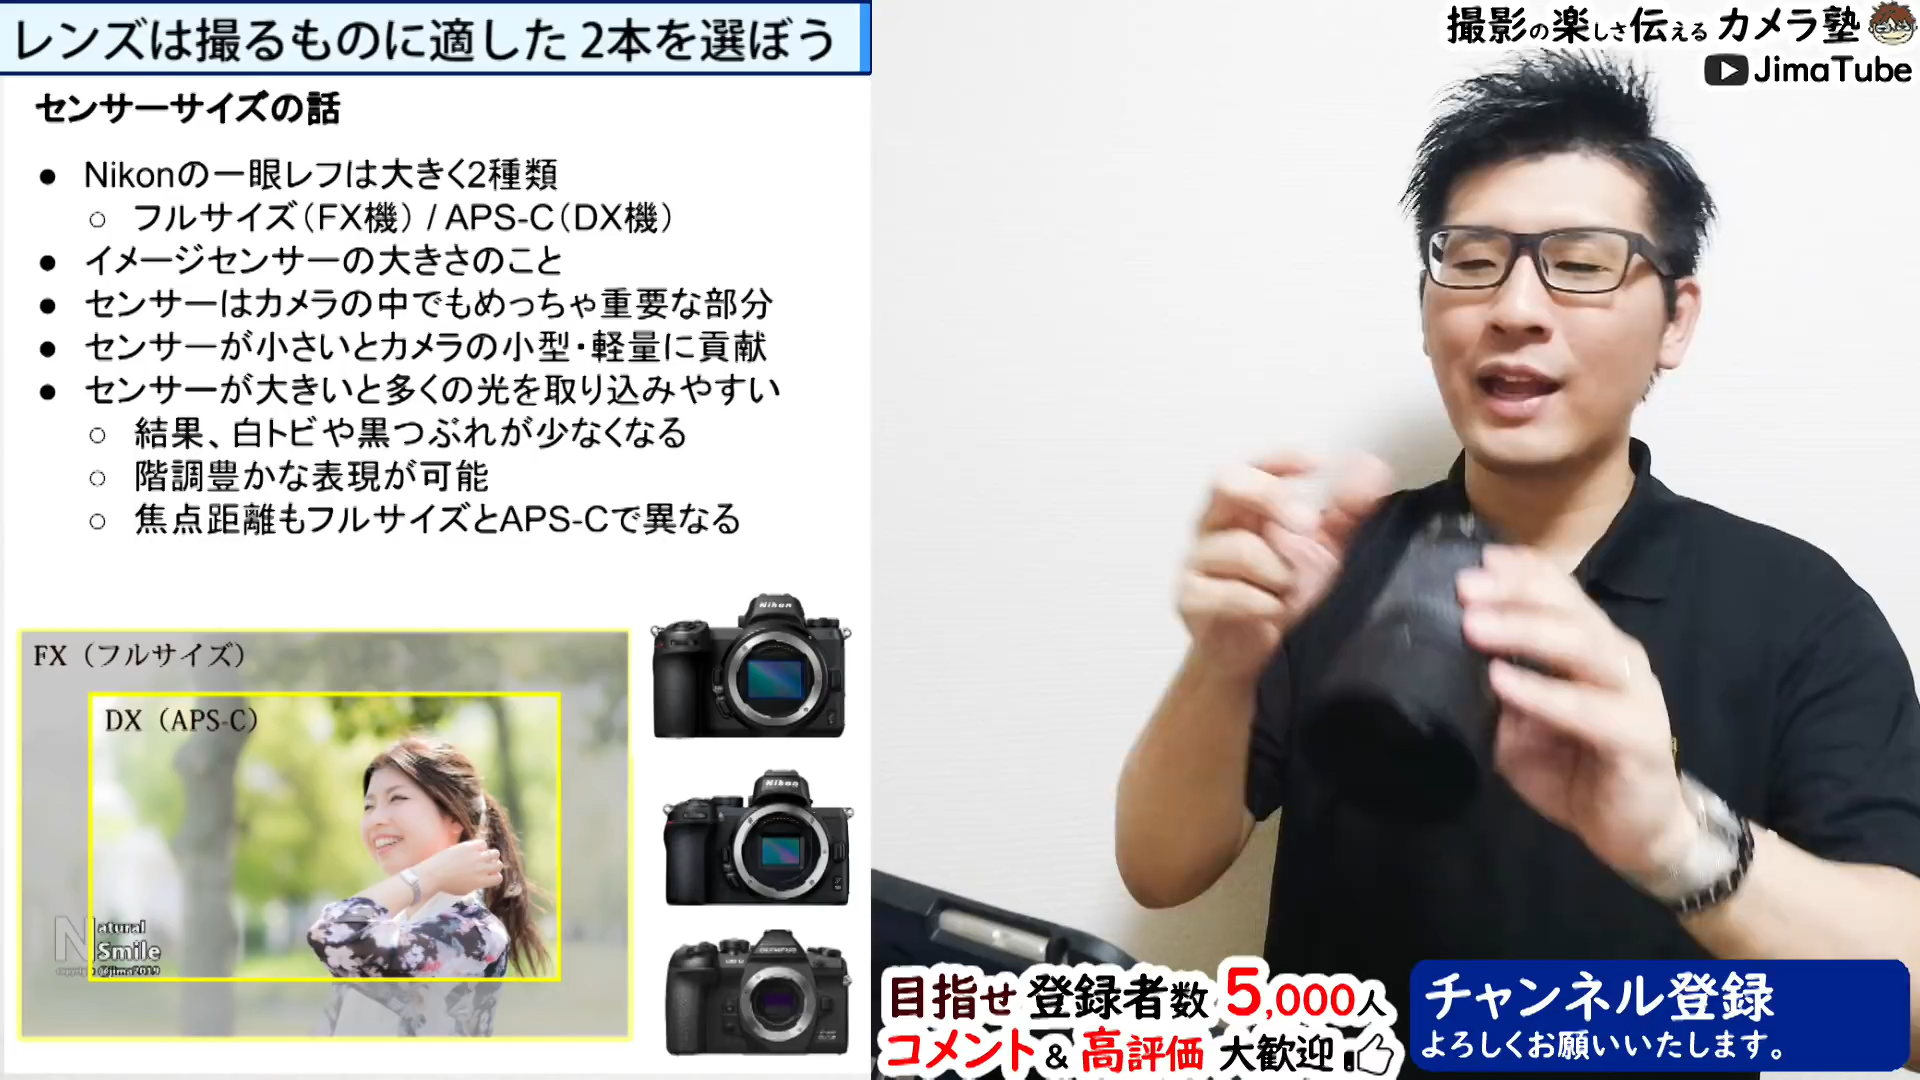 レンズは撮るものに適した 2本を選ぼう
センサーサイズの話
● Nikonの一眼レフは大きく2種類
○ フルサイズ（FX機） / APS-C（DX機）
● イメージセンサーの大きさのこと
● センサーはカメラの中でもめっちゃ重要な部分
● センサーが小さいとカメラの小型・軽量に貢献
● センサーが大きいと多くの光を取り込みやすい
○ 結果、白トビや黒つぶれが少なくなる
○ 階調豊かな表現が可能
○ 焦点距離もフルサイズとAPS-Cで異なる
FX（フルサイズ）
DX（APS-C）
Natural
Smile
@jima2019
Nikon
Nikon
OLYMPUS
撮影の楽しさ伝える カメラ塾
JimaTube
目指せ 登録者数 5,000人
コメント & 高評価 大歓迎
チャンネル登録
よろしくお願いいたします。